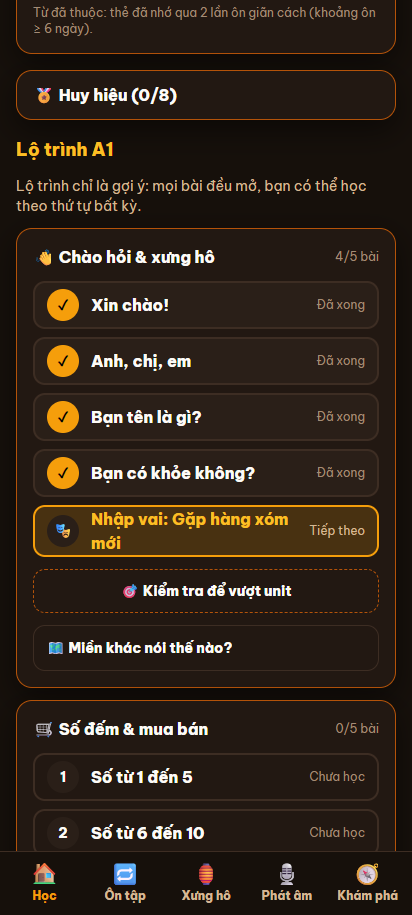 Từ đã thuộc: thẻ đã nhớ qua 2 lần ôn giãn cách (khoảng ôn
≥ 6 ngày).
Huy hiệu (0/8)
Lộ trình A1
Lộ trình chỉ là gợi ý: mọi bài đều mở, bạn có thể học
theo thứ tự bất kỳ.
Chào hỏi & xưng hô 4/5 bài
Xin chào! Đã xong
Anh, chị, em Đã xong
Bạn tên là gì? Đã xong
Bạn có khỏe không? Đã xong
Nhập vai: Gặp hàng xóm
mới Tiếp theo
Kiểm tra để vượt unit
Miền khác nói thế nào?
Số đếm & mua bán 0/5 bài
1 Số từ 1 đến 5 Chưa học
2 Số từ 6 đến 10 Chưa học
Học Ôn tập Xưng hô Phát âm Khám phá